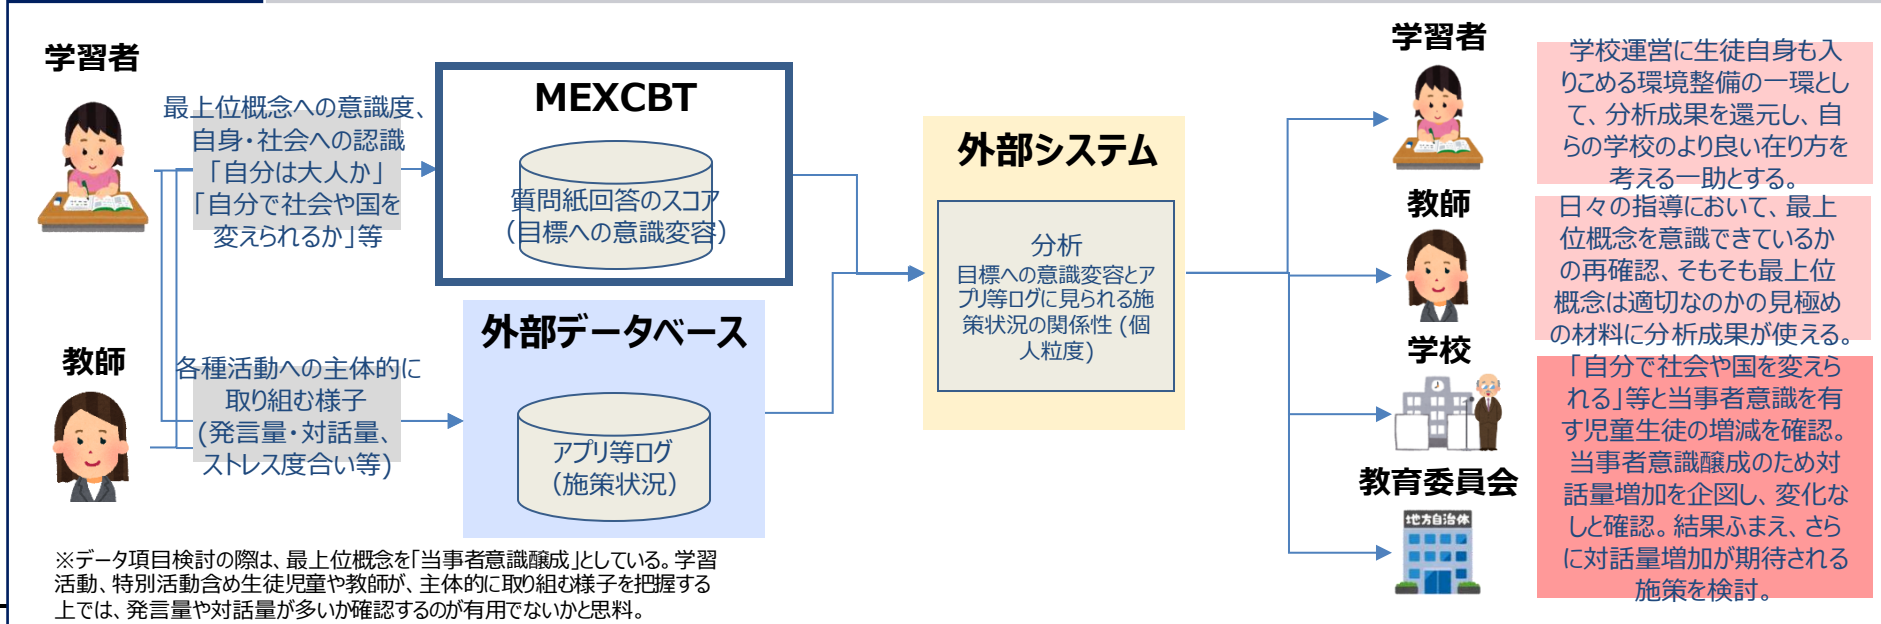 学習者
最上位概念への意識度、
自身・社会への認識
「自分は大人か」
「自分で社会や国を
変えられるか」等
教師
各種活動への主体的に
取り組む様子
(発言量・対話量、
ストレス度合い等)
MEXCBT
質問紙回答のスコア
（目標への意識変容）
外部データベース
アプリ等ログ
（施策状況）
外部システム
分析
目標への意識変容とア
プリ等ログに見られる施
策状況の関係性 (個
人粒度)
学習者
学校運営に生徒自身も入
りこめる環境整備の一環とし
て、分析成果を還元し、自
らの学校のより良い在り方を
考える一助とする。
教師
日々の指導において、最上
位概念を意識できているか
の再確認、そもそも最上位
概念は適切なのかの見極め
の材料に分析成果が使える。
学校
教育委員会
地方自治体
「自分で社会や国を変えら
れる」等と当事者意識を有
す児童生徒の増減を確認。
当事者意識醸成のため対
話量増加を企図し、変化な
しと確認。結果ふまえ、さら
に対話量増加が期待される
施策を検討。
※データ項目検討の際は、最上位概念を「当事者意識醸成」としている。学習
活動、特別活動含め生徒児童や教師が、主体的に取り組む様子を把握する
上では、発言量や対話量が多いか確認するのが有用でないかと思料。